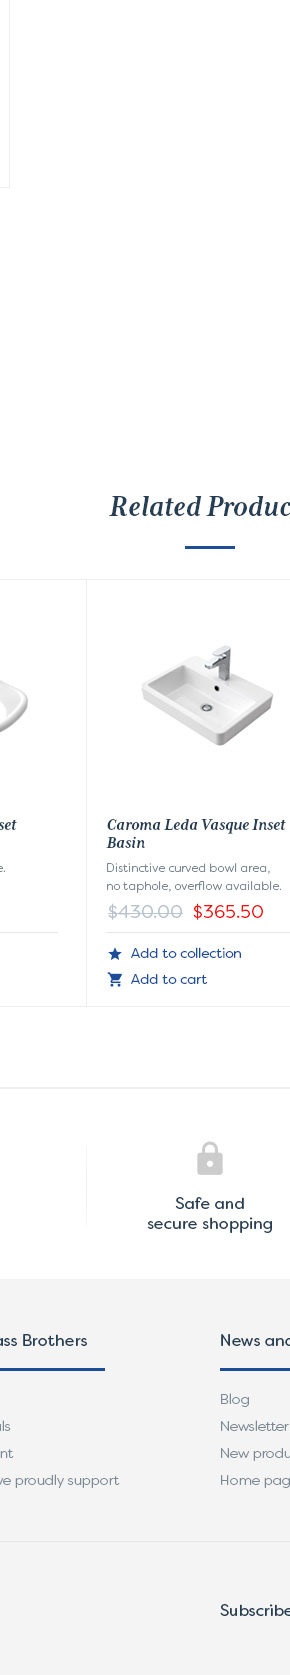 Related Produc
set
Caroma Leda Vasque Inset
Basin
e.
Distinctive curved bowl area,
no taphole, overflow available.
$430.00 $365.50
Add to collection
Add to cart
Safe and
secure shopping
ass Brothers
News and
Blog
ls
Newsletter
nt
New produ
ve proudly support
Home pag
Subscribe